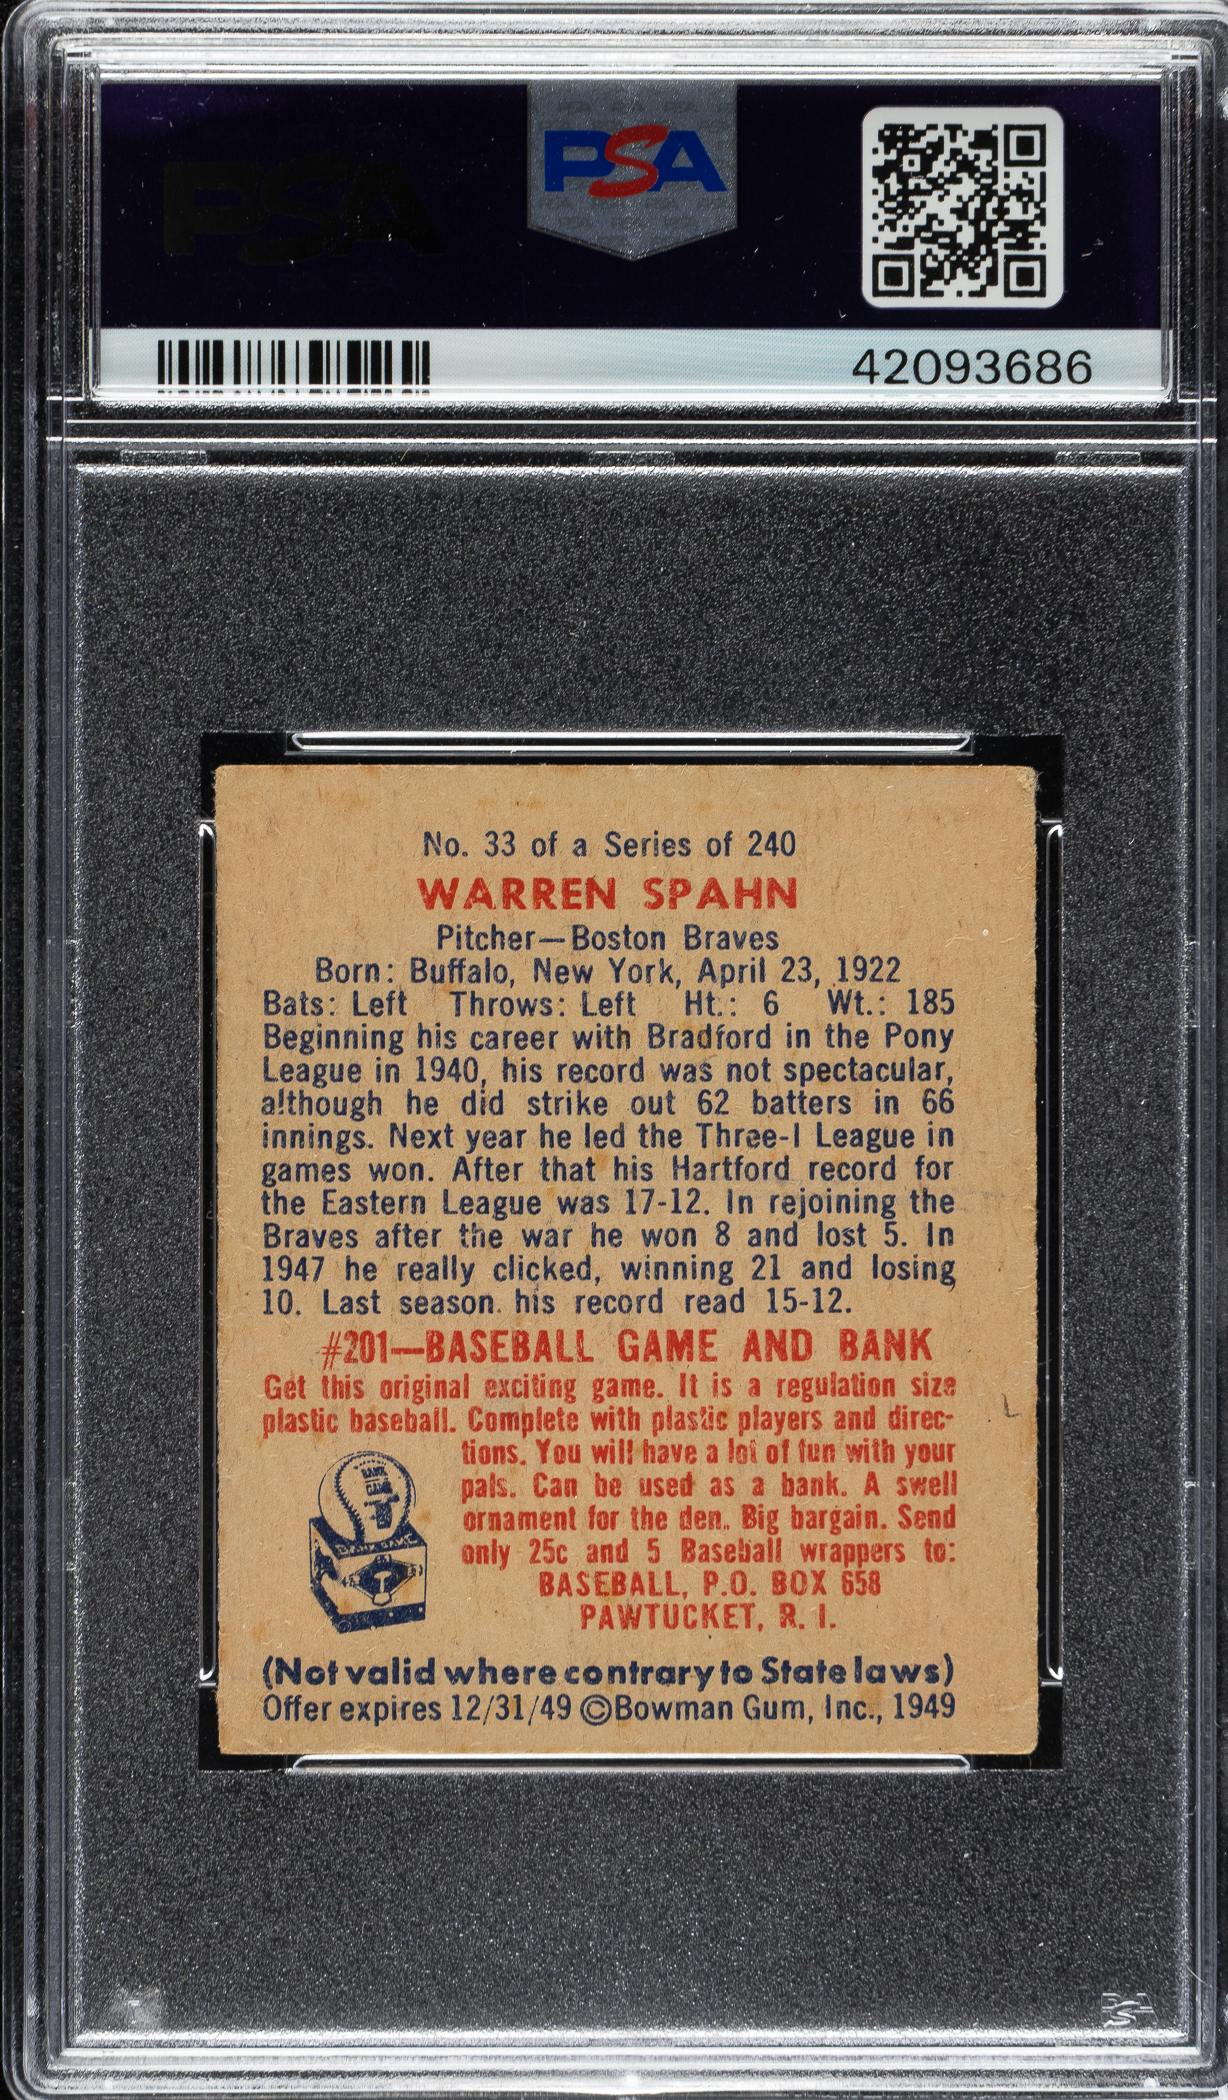 PSA
PSA
42093686
No. 33 of a Series of 240
WARREN SPAHN
Pitcher—Boston Braves
Born: Buffalo, New York, April 23, 1922
Bats: Left Throws: Left Ht.: 6 Wt.: 185
Beginning his career with Bradford in the Pony
League in 1940, his record was not spectacular,
although he did strike out 62 batters in 66
innings. Next year he led the Three-I League in
games won. After that his Hartford record for
the Eastern League was 17-12. In rejoining the
Braves after the war he won 8 and lost 5. In
1947 he really clicked, winning 21 and losing
10. Last season his record read 15-12.
#201—BASEBALL GAME AND BANK
Get this original exciting game. It is a regulation size
plastic baseball. Complete with plastic players and direc-
tions. You will have a lot of fun with your
pals. Can be used as a bank. A swell
ornament for the den. Big bargain. Send
only 25c and 5 Baseball wrappers to:
BASEBALL, P.O. BOX 658
PAWTUCKET, R. I.
BANK
GAME
BANK GAME
(Not valid where contrary to State laws)
Offer expires 12/31/49 ©Bowman Gum, Inc., 1949